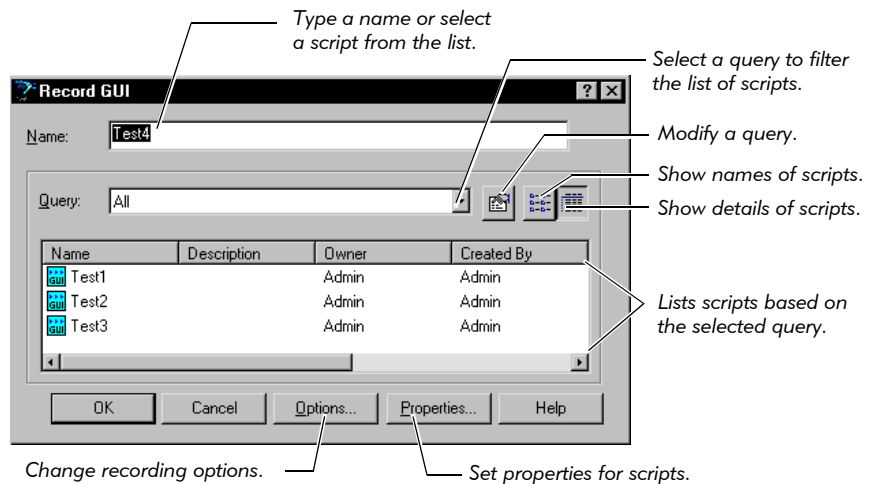 Type a name or select
a script from the list.
Select a query to filter
the list of scripts.
Record GUI
Name:
Test4
Modify a query.
Show names of scripts.
Query:
All
Show details of scripts.
Name Description Owner Created By
GUI Test1 Admin Admin
GUI Test2 Admin Admin
GUI Test3 Admin Admin
Lists scripts based on
the selected query.
OK Cancel Options... Properties... Help
Change recording options.
Set properties for scripts.